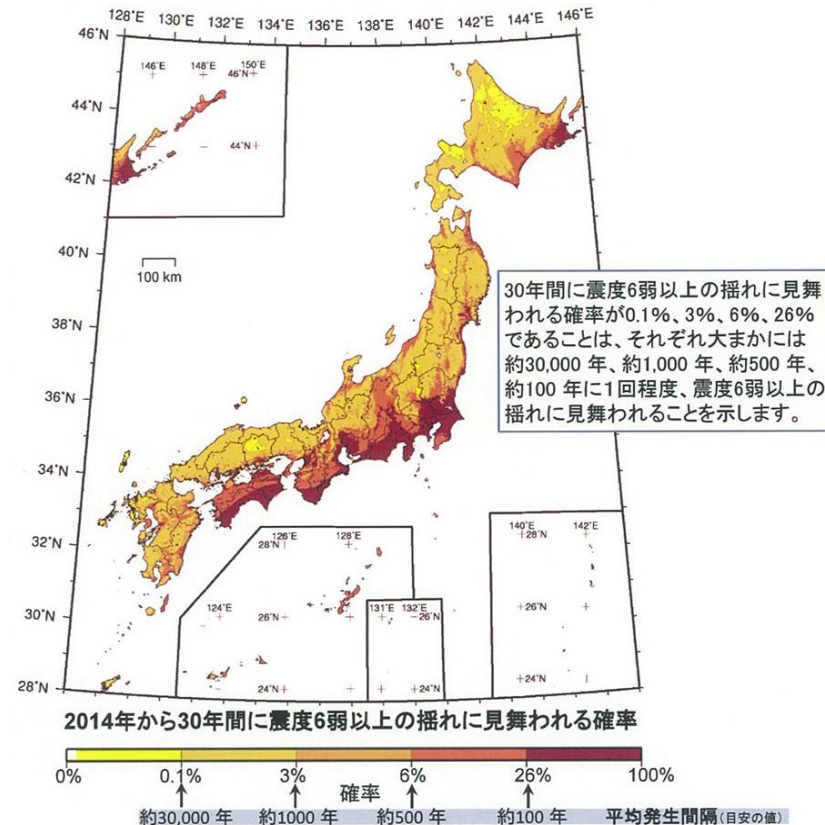 128°E 130°E 132°E 134°E 136°E 138°E 140°E 142°E 144°E 146°E
46°N
146°E 148°E 150°E
46°N
44°N
44°N
42°N
40°N
100 km
30年間に震度6弱以上の揺れに見舞
われる確率が0.1%、3%、6%、26%
であることは、それぞれ大まかには
約30,000 年、約1,000 年、約500 年、
約100 年に1回程度、震度6弱以上の
揺れに見舞われることを示します。
38°N
36°N
34°N
32°N
126°E 128°E
28°N
140°E 142°E
28°N
30°N
124°E
26°N
131°E 132°E
26°N
26°N
28°N
24°N
24°N
24°N
2014年から30年間に震度6弱以上の揺れに見舞われる確率
0% 0.1% 3% 6% 26% 100%
確率
約30,000 年 約1000 年 約500 年 約100 年 平均発生間隔(目安の値)